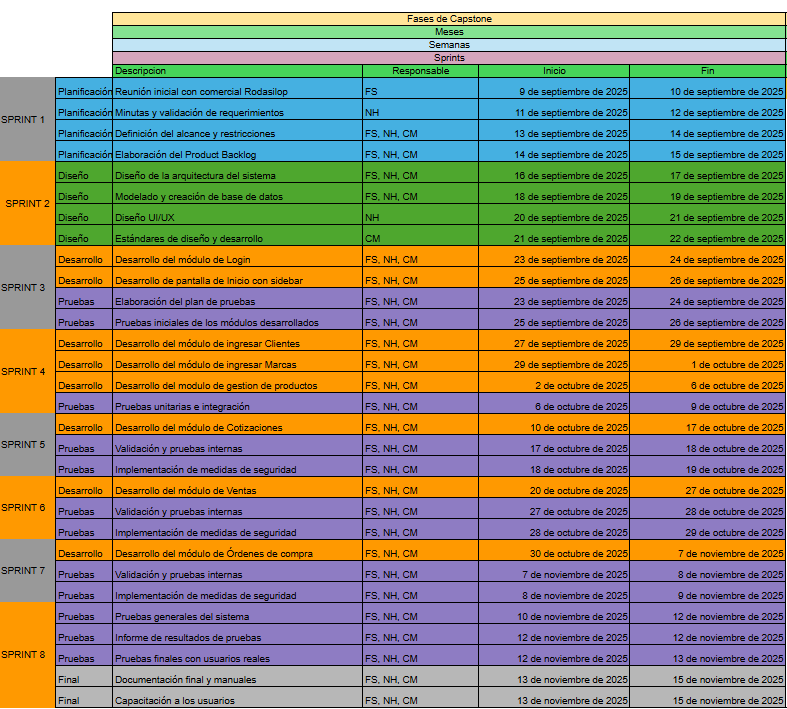 Fases de Capstone
Meses
Semanas
Sprints
Descripcion Responsable Inicio Fin
SPRINT 1
Planificación Reunión inicial con comercial Rodasilop FS 9 de septiembre de 2025 10 de septiembre de 2025
Planificación Minutas y validación de requerimientos NH 11 de septiembre de 2025 12 de septiembre de 2025
Planificación Definición del alcance y restricciones FS, NH, CM 13 de septiembre de 2025 14 de septiembre de 2025
Planificación Elaboración del Product Backlog FS, NH, CM 14 de septiembre de 2025 15 de septiembre de 2025
SPRINT 2
Diseño Diseño de la arquitectura del sistema FS, NH, CM 16 de septiembre de 2025 17 de septiembre de 2025
Diseño Modelado y creación de base de datos FS, NH, CM 18 de septiembre de 2025 19 de septiembre de 2025
Diseño Diseño UI/UX NH 20 de septiembre de 2025 21 de septiembre de 2025
Diseño Estándares de diseño y desarrollo CM 21 de septiembre de 2025 22 de septiembre de 2025
SPRINT 3
Desarrollo Desarrollo del módulo de Login FS, NH, CM 23 de septiembre de 2025 24 de septiembre de 2025
Desarrollo Desarrollo de pantalla de Inicio con sidebar FS, NH, CM 25 de septiembre de 2025 26 de septiembre de 2025
Pruebas Elaboración del plan de pruebas FS, NH, CM 23 de septiembre de 2025 24 de septiembre de 2025
Pruebas Pruebas iniciales de los módulos desarrollados FS, NH, CM 25 de septiembre de 2025 26 de septiembre de 2025
SPRINT 4
Desarrollo Desarrollo del módulo de ingresar Clientes FS, NH, CM 27 de septiembre de 2025 29 de septiembre de 2025
Desarrollo Desarrollo del módulo de ingresar Marcas FS, NH, CM 29 de septiembre de 2025 1 de octubre de 2025
Desarrollo Desarrollo del modulo de gestion de productos FS, NH, CM 2 de octubre de 2025 6 de octubre de 2025
Pruebas Pruebas unitarias e integración FS, NH, CM 6 de octubre de 2025 9 de octubre de 2025
SPRINT 5
Desarrollo Desarrollo del módulo de Cotizaciones FS, NH, CM 10 de octubre de 2025 17 de octubre de 2025
Pruebas Validación y pruebas internas FS, NH, CM 17 de octubre de 2025 18 de octubre de 2025
Pruebas Implementación de medidas de seguridad FS, NH, CM 18 de octubre de 2025 19 de octubre de 2025
SPRINT 6
Desarrollo Desarrollo del módulo de Ventas FS, NH, CM 20 de octubre de 2025 27 de octubre de 2025
Pruebas Validación y pruebas internas FS, NH, CM 27 de octubre de 2025 28 de octubre de 2025
Pruebas Implementación de medidas de seguridad FS, NH, CM 28 de octubre de 2025 29 de octubre de 2025
SPRINT 7
Desarrollo Desarrollo del módulo de Órdenes de compra FS, NH, CM 30 de octubre de 2025 7 de noviembre de 2025
Pruebas Validación y pruebas internas FS, NH, CM 7 de noviembre de 2025 8 de noviembre de 2025
Pruebas Implementación de medidas de seguridad FS, NH, CM 8 de noviembre de 2025 9 de noviembre de 2025
SPRINT 8
Pruebas Pruebas generales del sistema FS, NH, CM 10 de noviembre de 2025 12 de noviembre de 2025
Pruebas Informe de resultados de pruebas FS, NH, CM 12 de noviembre de 2025 12 de noviembre de 2025
Pruebas Pruebas finales con usuarios reales FS, NH, CM 12 de noviembre de 2025 13 de noviembre de 2025
Final Documentación final y manuales FS, NH, CM 13 de noviembre de 2025 15 de noviembre de 2025
Final Capacitación a los usuarios FS, NH, CM 13 de noviembre de 2025 15 de noviembre de 2025